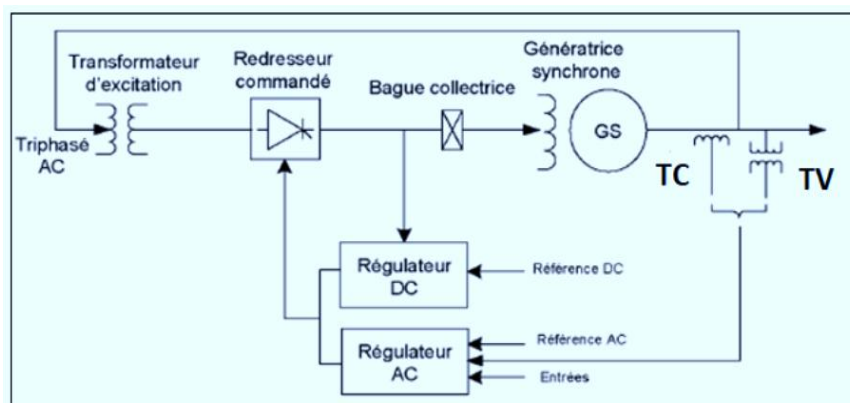 Transformateur
d'excitation
Redresseur
commandé
Bague collectrice
Génératrice
synchrone
GS
Triphasé
AC
TC
TV
Régulateur
DC
Référence DC
Régulateur
AC
Référence AC
Entrées